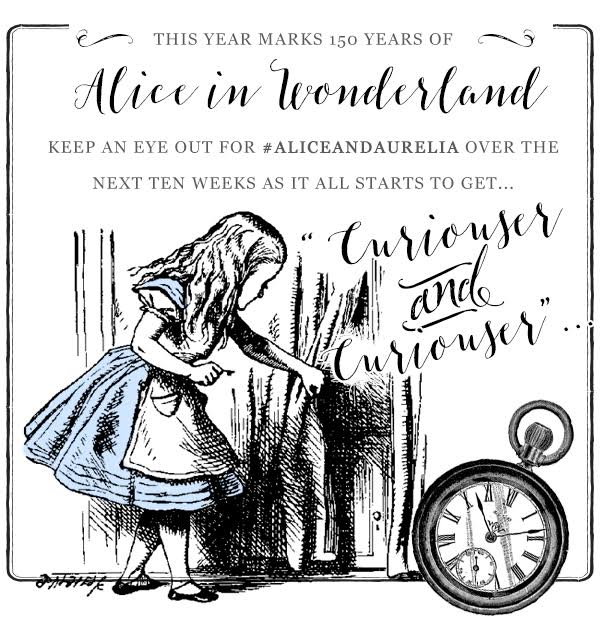 THIS YEAR MARKS 150 YEARS OF
Alice in Wonderland
KEEP AN EYE OUT FOR #ALICEANDAURELIA OVER THE
NEXT TEN WEEKS AS IT ALL STARTS TO GET...
“Curiouser
and
Curiouser”...